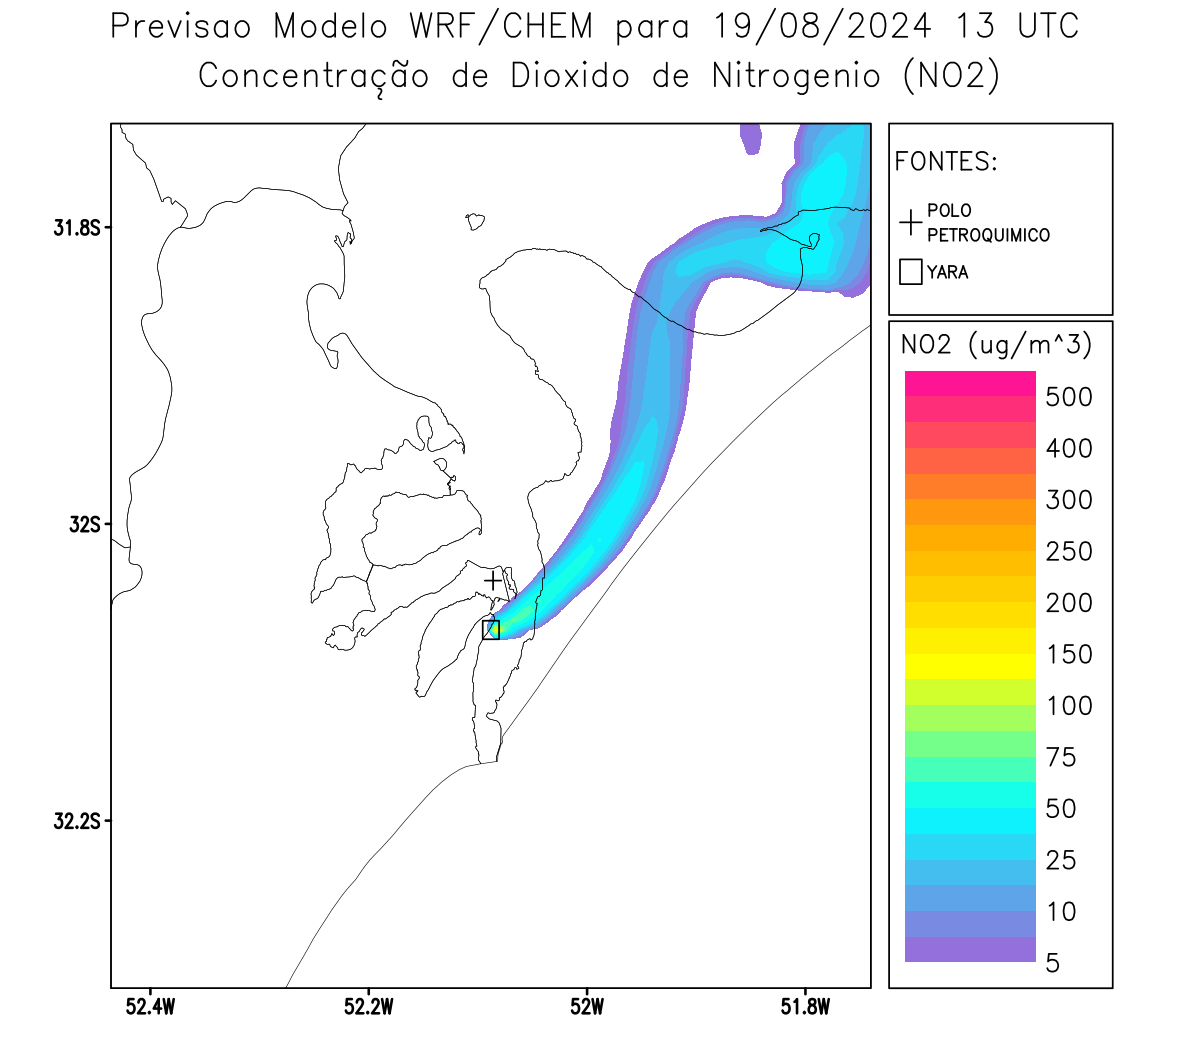 Previsao Modelo WRF/CHEM para 19/08/2024 13 UTC
Concentração de Dioxido de Nitrogenio (NO2)
FONTES:
POLO
PETROQUIMICO
YARA
NO2 (ug/m^3)
500
400
300
250
200
150
100
75
50
25
10
5
31.8S
32S
32.2S
52.4W
52.2W
52W
51.8W